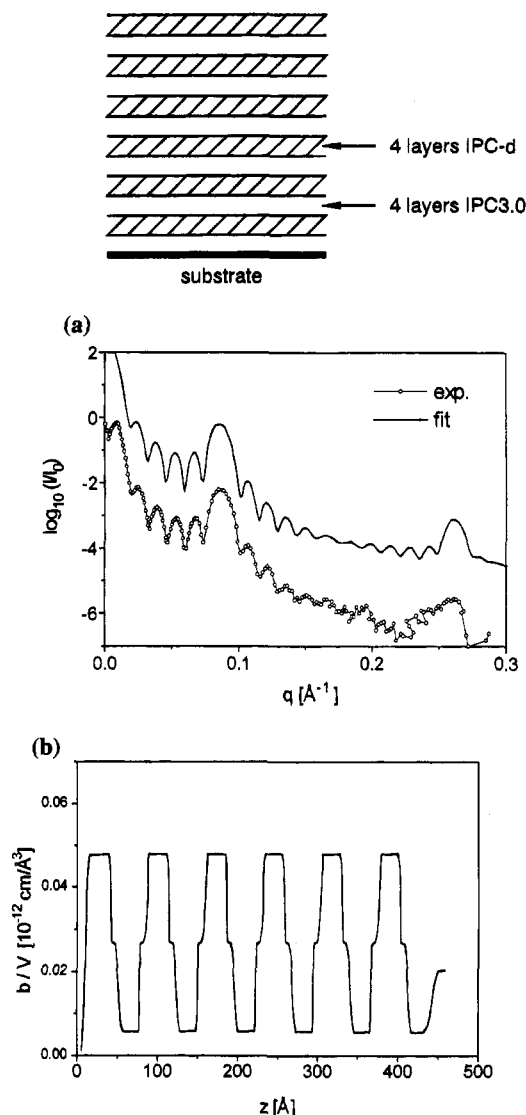 4 layers IPC-d
4 layers IPC3.0
substrate
(a)
2
0
-2
-4
-6
log₁₀(I/I₀)
exp.
fit
0.0 0.1 0.2 0.3
q [Å⁻¹]
(b)
0.06
0.04
0.02
0.00
b / V [10⁻¹² cm/Å³]
0 100 200 300 400 500
z [Å]